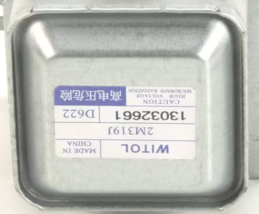 WITOL
MADE IN
CHINA
2M319J
13032661
D622
CAUTION
HIGH VOLTAGE
MICROWAVE RADIATION
高电压危险